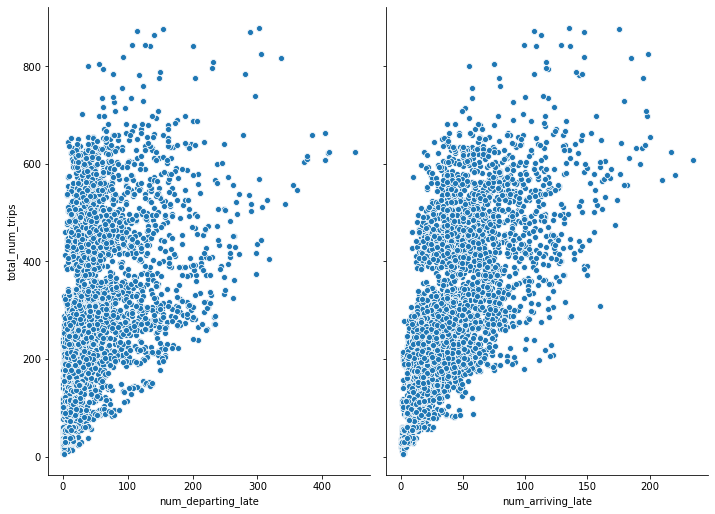 total_num_trips
800
600
400
200
0
0 100 200 300 400
0 50 100 150 200
num_departing_late
num_arriving_late